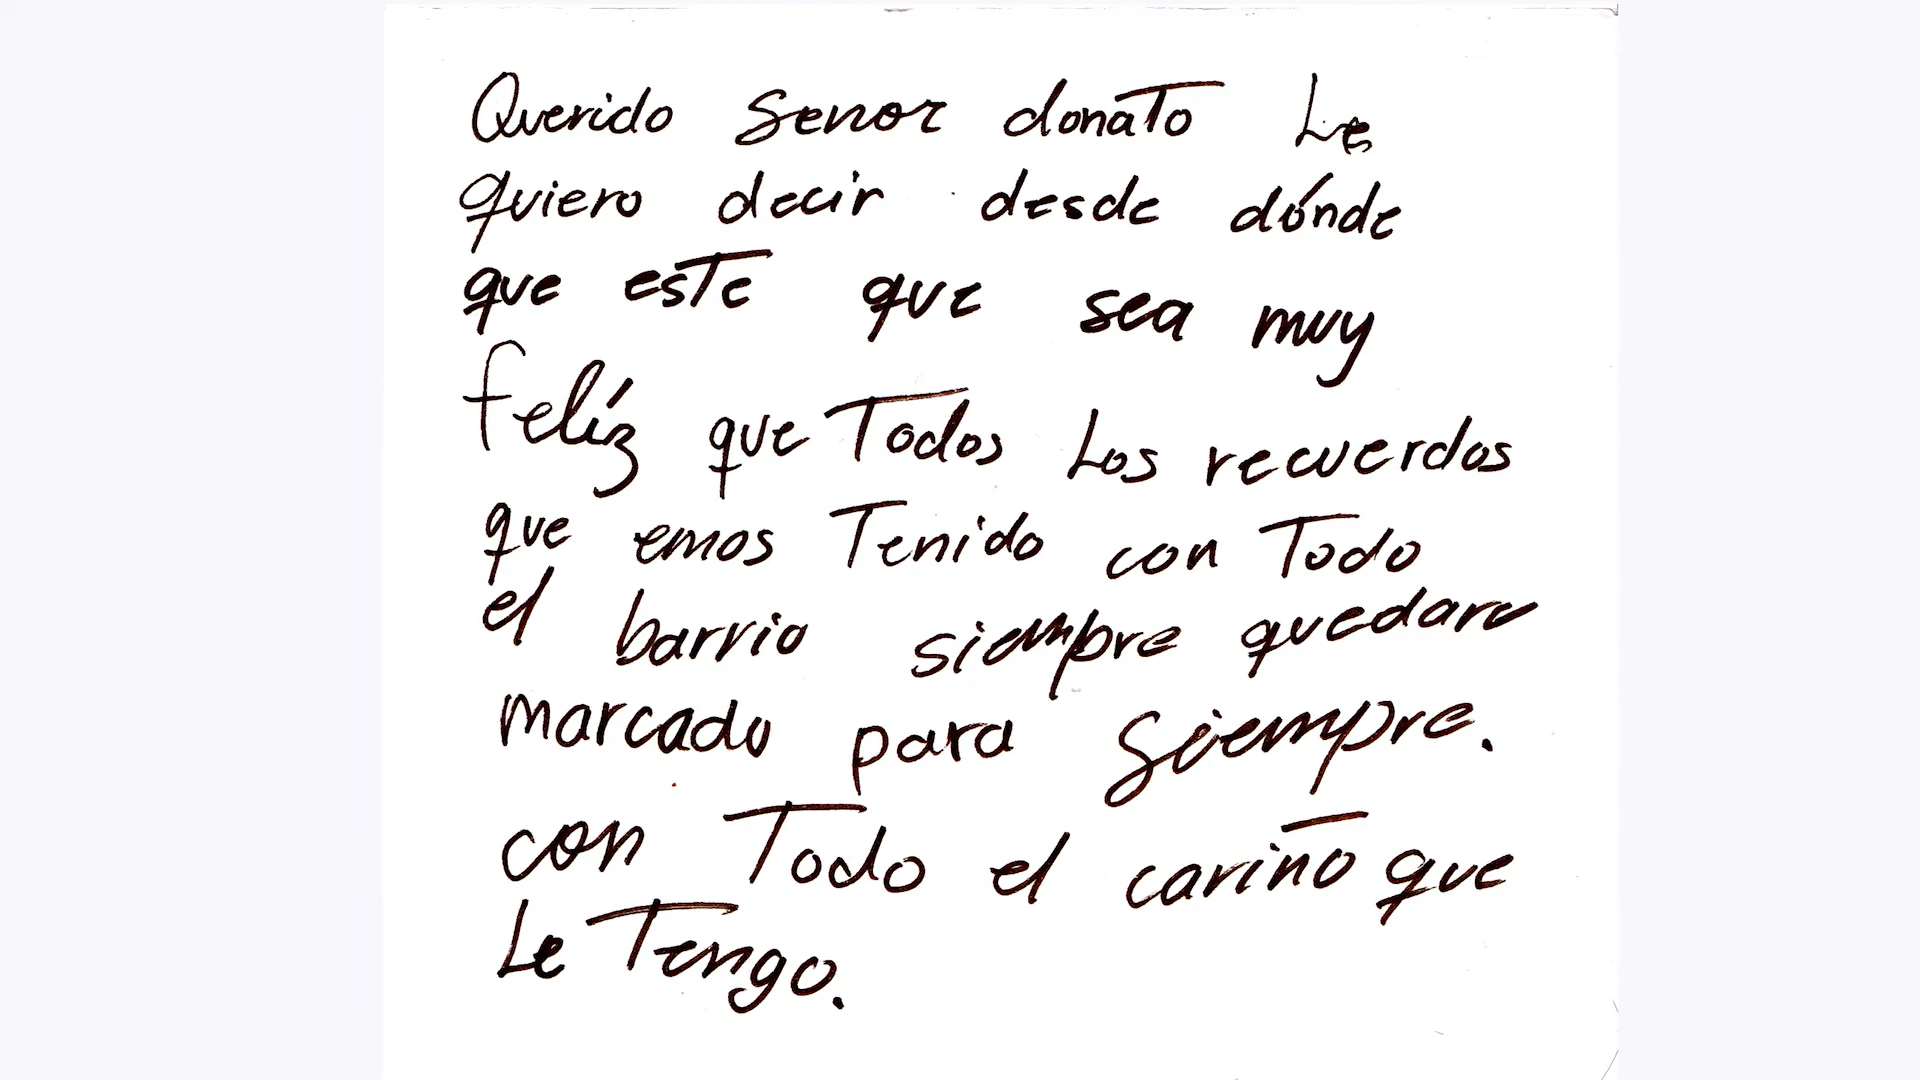 Querido Senor donaTo Le
quiero decir desde dónde
que esTe que sea muy
felíz que Todos Los recuerdos
que emos Tenido con Todo
el barrio siempre quedara
marcado para Siempre.
con Todo el cariño que
Le Tengo.